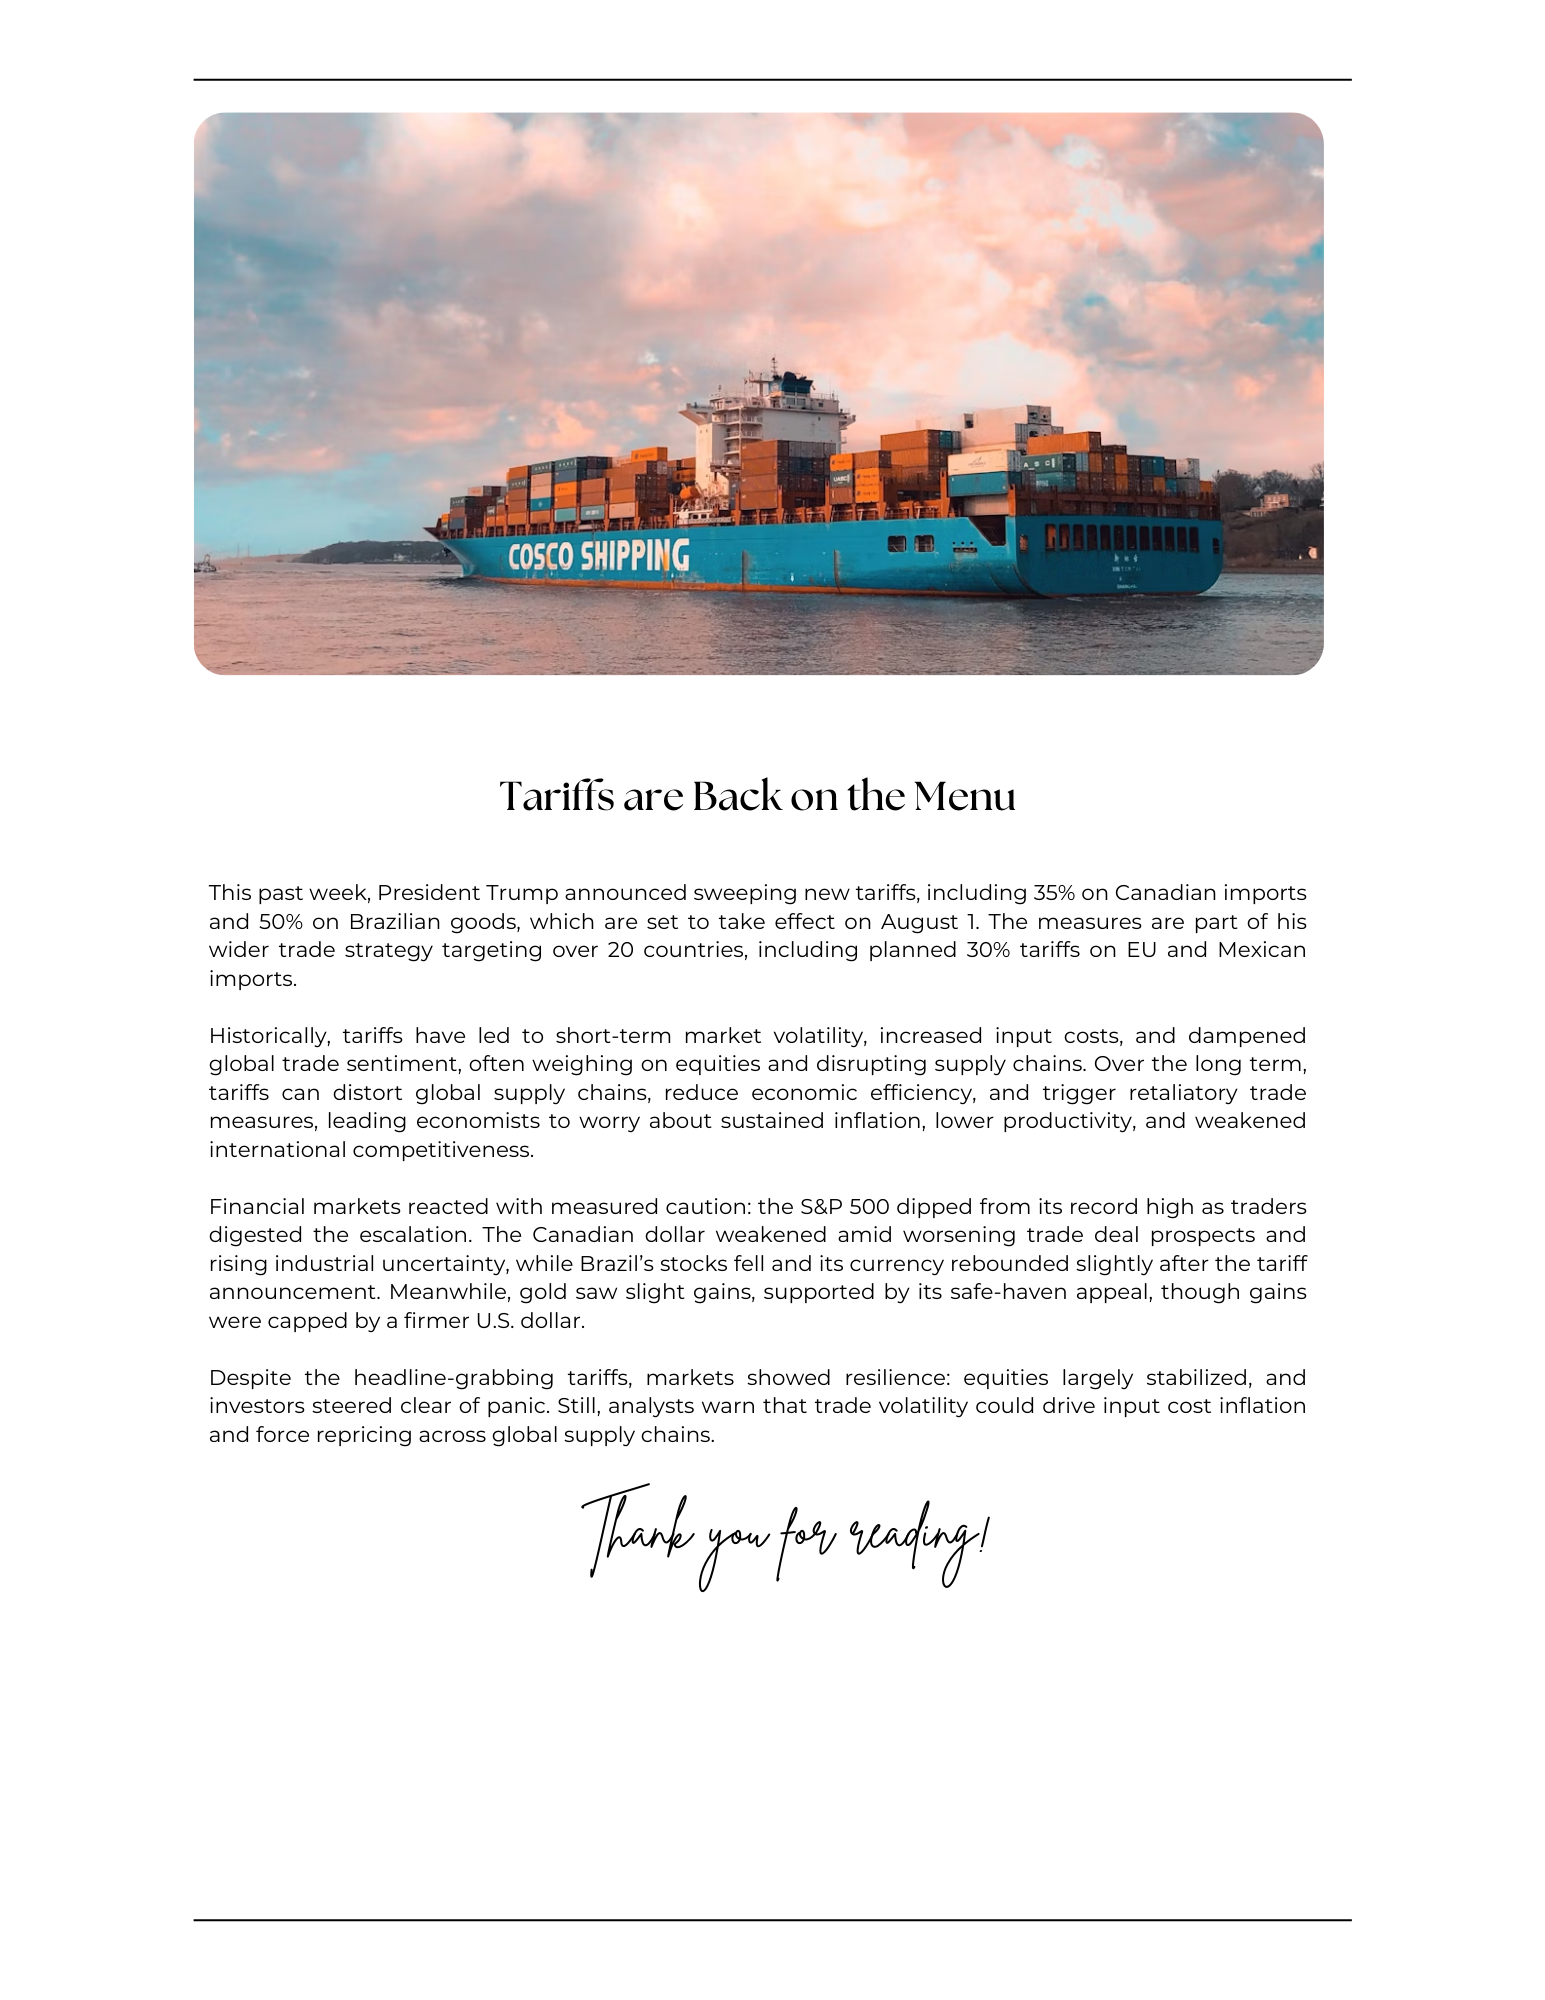 COSCO SHIPPING
UASC
ASC
Tariffs are Back on the Menu
This past week, President Trump announced sweeping new tariffs, including 35% on Canadian imports
and 50% on Brazilian goods, which are set to take effect on August 1. The measures are part of his
wider trade strategy targeting over 20 countries, including planned 30% tariffs on EU and Mexican
imports.
Historically, tariffs have led to short-term market volatility, increased input costs, and dampened
global trade sentiment, often weighing on equities and disrupting supply chains. Over the long term,
tariffs can distort global supply chains, reduce economic efficiency, and trigger retaliatory trade
measures, leading economists to worry about sustained inflation, lower productivity, and weakened
international competitiveness.
Financial markets reacted with measured caution: the S&P 500 dipped from its record high as traders
digested the escalation. The Canadian dollar weakened amid worsening trade deal prospects and
rising industrial uncertainty, while Brazil’s stocks fell and its currency rebounded slightly after the tariff
announcement. Meanwhile, gold saw slight gains, supported by its safe-haven appeal, though gains
were capped by a firmer U.S. dollar.
Despite the headline-grabbing tariffs, markets showed resilience: equities largely stabilized, and
investors steered clear of panic. Still, analysts warn that trade volatility could drive input cost inflation
and force repricing across global supply chains.
Thank you for reading!